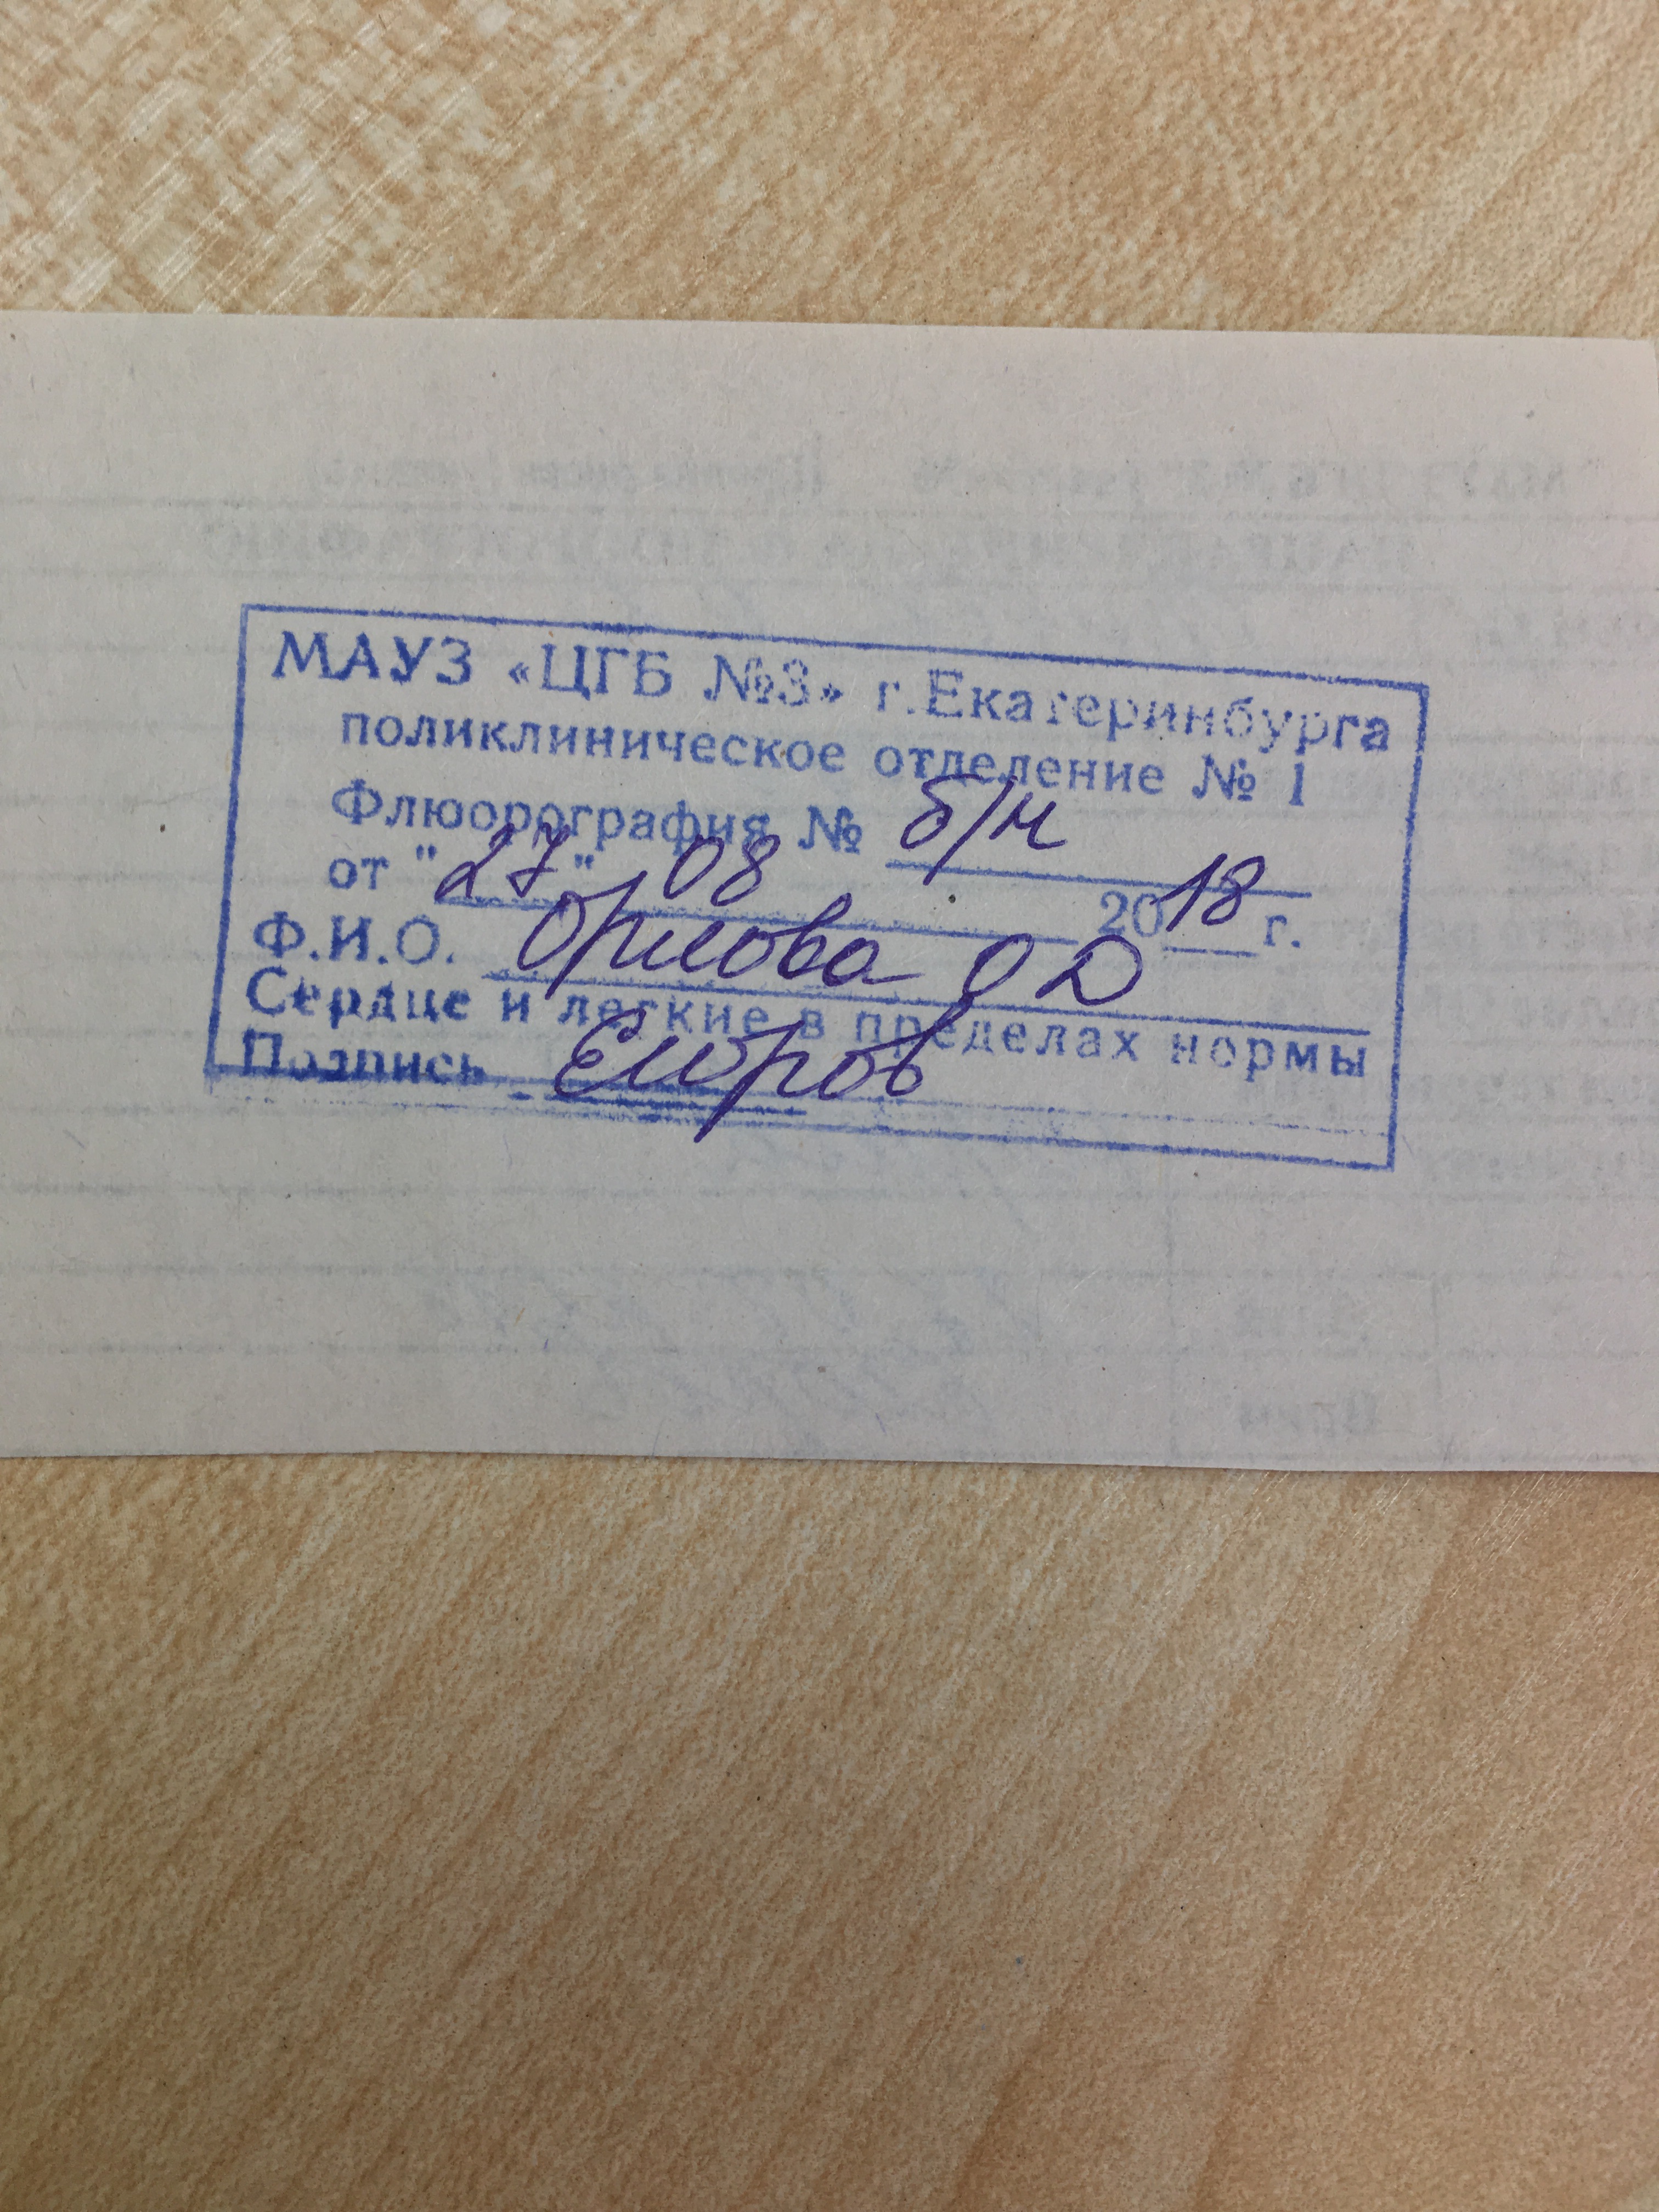 МАУЗ «ЦГБ №3» г.Екатеринбурга
поликлиническое отделение № 1
Флюорография № б/н
от "27" 08 2018 г.
Ф.И.О. Орлова О Д
Сердце и легкие в пределах нормы
Подпись